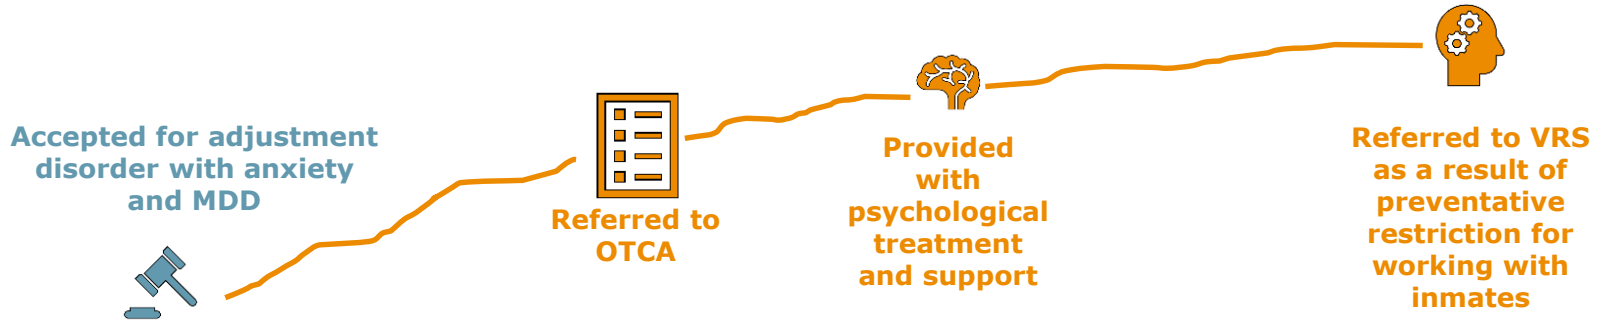 Accepted for adjustment
disorder with anxiety
and MDD
Referred to
OTCA
Provided
with
psychological
treatment
and support
Referred to VRS
as a result of
preventative
restriction for
working with
inmates